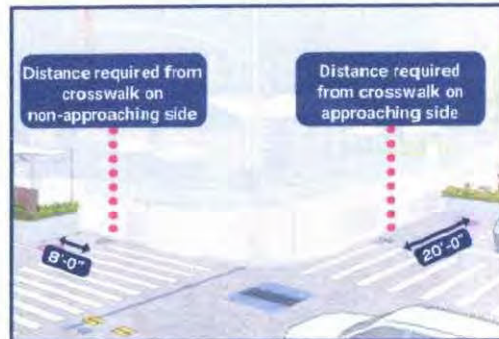 Distance required from
crosswalk on
non-approaching side
Distance required
from crosswalk on
approaching side
8'-0"
20'-0"